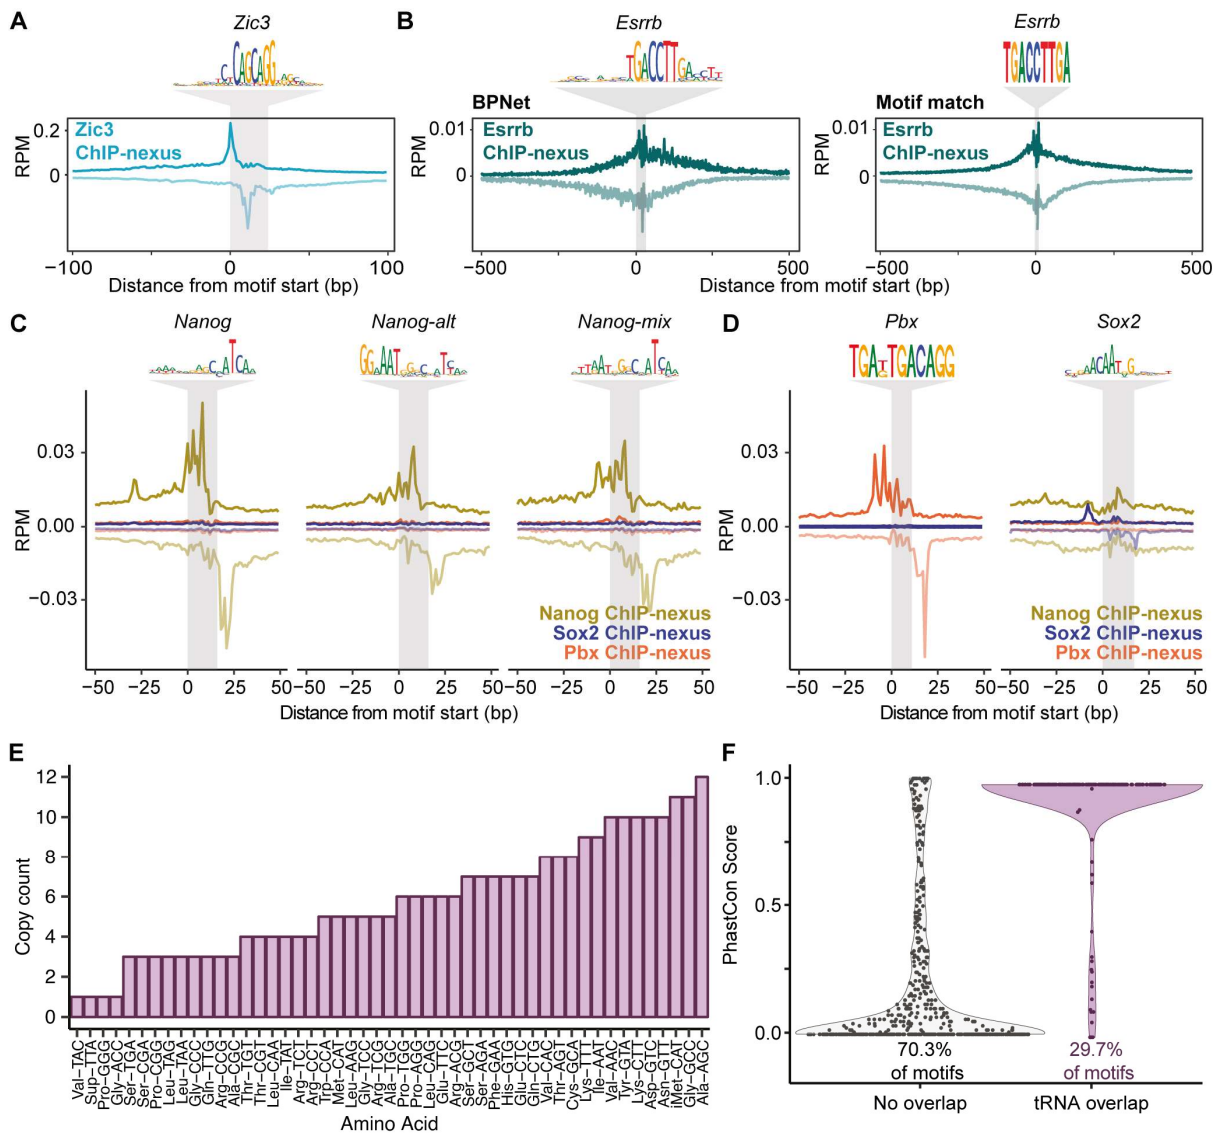 A
Zic3
CAGCAGG
0.2
0
RPM
Zic3
ChIP-nexus
−100
0
100
Distance from motif start (bp)
B
Esrrb
TGACCTTG
BPNet
0.01
0
RPM
Esrrb
ChIP-nexus
−500
0
500
Esrrb
TGACCTTGA
Motif match
0.01
0
RPM
Esrrb
ChIP-nexus
−500
0
500
Distance from motif start (bp)
C
Nanog
Nanog-alt
Nanog-mix
0.03
0.00
−0.03
RPM
Nanog ChIP-nexus
Sox2 ChIP-nexus
Pbx ChIP-nexus
−50 −25 0 25 50
−50 −25 0 25 50
−50 −25 0 25 50
Distance from motif start (bp)
D
Pbx
Sox2
0.03
0.00
−0.03
RPM
Nanog ChIP-nexus
Sox2 ChIP-nexus
Pbx ChIP-nexus
−50 −25 0 25 50
−50 −25 0 25 50
Distance from motif start (bp)
E
12
10
8
6
4
2
0
Copy count
Val−TAC
Sup−TTA
Pro−GGG
Gly−ACC
Ser−TGA
Ser−CGA
Pro−CGG
Leu−TAG
Leu−TAA
Gly−CCC
Gln−TTG
Arg−CCG
Ala−CGC
Thr−TGT
Thr−CGT
Leu−CAA
Ile−TAT
Arg−TCT
Arg−CCT
Trp−CCA
Met−CAT
Leu−AAG
Gly−TCC
Arg−TCG
Ala−TGC
Pro−TGG
Pro−AGG
Leu−CAG
Glu−TTC
Arg−ACG
Ser−GCT
Ser−AGA
Phe−GAA
His−GTG
Glu−CTC
Gln−CTG
Val−CAC
Thr−AGT
Cys−GCA
Lys−TTT
Ile−AAT
Val−AAC
Tyr−GTA
Lys−CTT
Asp−GTC
Asn−GTT
iMet−CAT
Gly−GCC
Ala−AGC
Amino Acid
F
1.0
0.5
0.0
PhastCon Score
70.3%
of motifs
29.7%
of motifs
No overlap
tRNA overlap